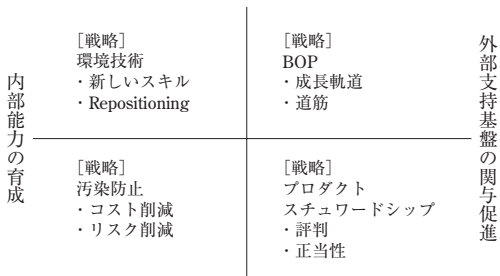 内部能力の育成
[戦略]
環境技術
・新しいスキル
・Repositioning
[戦略]
BOP
・成長軌道
・道筋
[戦略]
汚染防止
・コスト削減
・リスク削減
[戦略]
プロダクト
スチュワードシップ
・評判
・正当性
外部支持基盤の関与促進